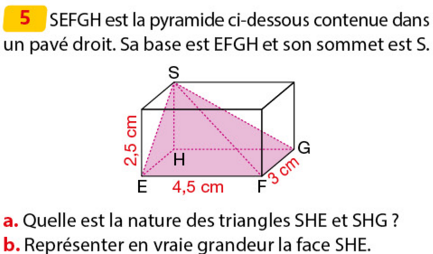 5 SEFGH est la pyramide ci-dessous contenue dans
un pavé droit. Sa base est EFGH et son sommet est S.
S
2,5 cm
H
G
3 cm
E
4,5 cm
F
a. Quelle est la nature des triangles SHE et SHG ?
b. Représenter en vraie grandeur la face SHE.